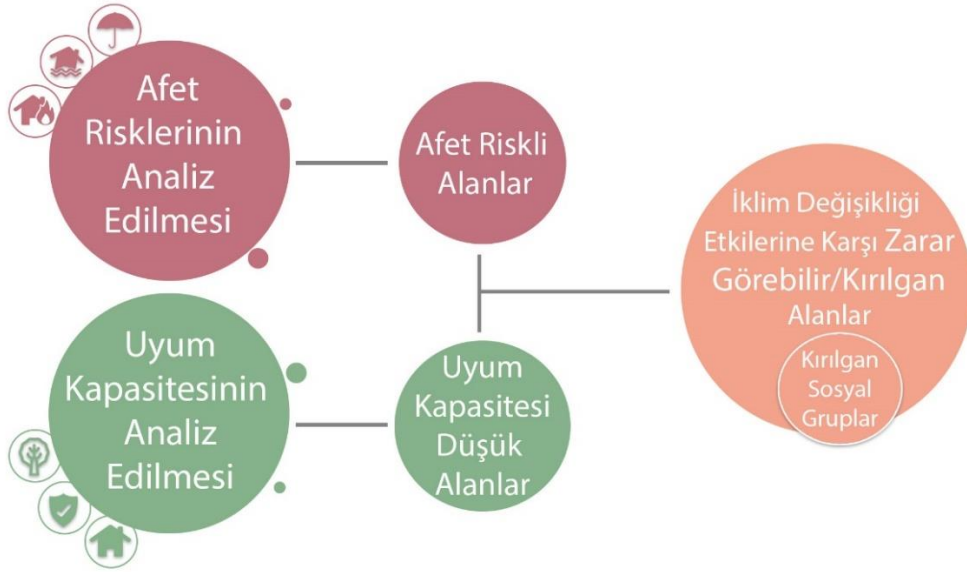 Afet
Risklerinin
Analiz
Edilmesi
Afet Riskli
Alanlar
Uyum
Kapasitesinin
Analiz
Edilmesi
Uyum
Kapasitesi
Düşük
Alanlar
İklim Değişikliği
Etkilerine Karşı Zarar
Görebilir/Kırılgan
Alanlar
Kırılgan
Sosyal
Gruplar